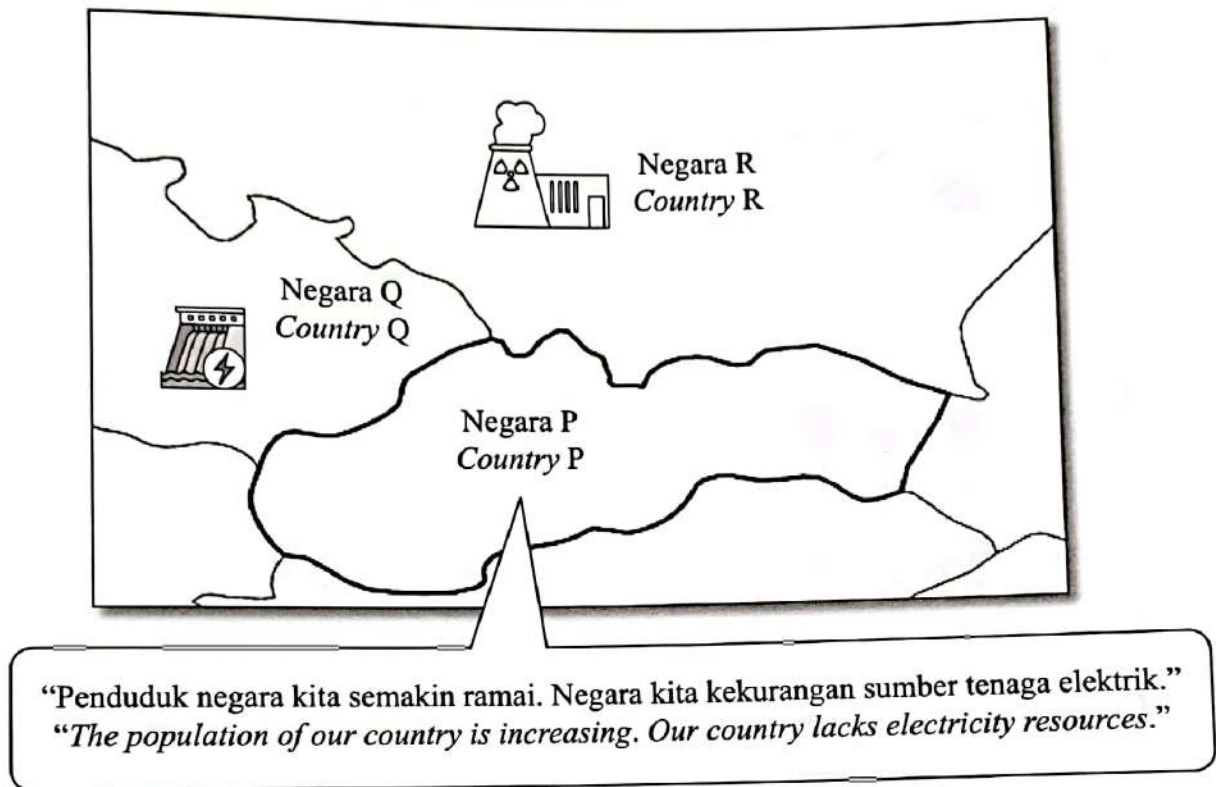 Negara R
Country R
Negara Q
Country Q
Negara P
Country P
“Penduduk negara kita semakin ramai. Negara kita kekurangan sumber tenaga elektrik.”
“The population of our country is increasing. Our country lacks electricity resources.”